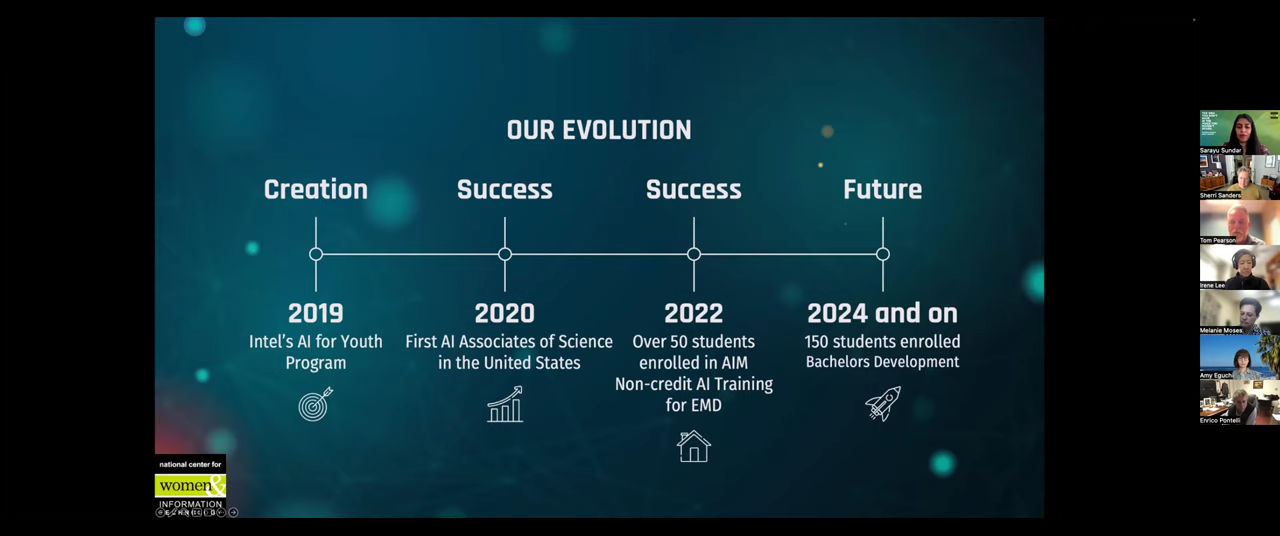 OUR EVOLUTION
Creation
Success
Success
Future
2019
2020
2022
2024 and on
Intel's AI for Youth
Program
First AI Associates of Science
in the United States
Over 50 students
enrolled in AIM
Non-credit AI Training
for EMD
150 students enrolled
Bachelors Development
national center for
women&
INFORMATION
Sarayu Sundar
Sherri Sanders
Tom Pearson
Irene Lee
Melanie Moses
Amy Eguchi
Enrico Pontelli